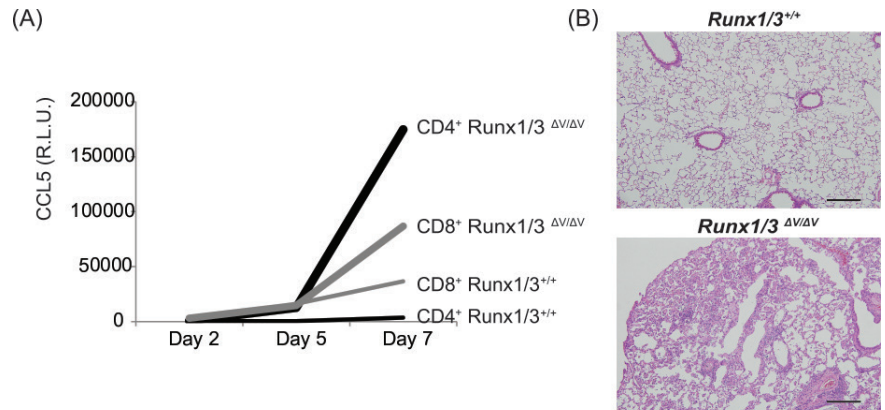 (A)
CCL5 (R.L.U.)
200000
150000
100000
50000
0
Day 2
Day 5
Day 7
CD4⁺ Runx1/3 ΔV/ΔV
CD8⁺ Runx1/3 ΔV/ΔV
CD8⁺ Runx1/3⁺/⁺
CD4⁺ Runx1/3⁺/⁺
(B)
Runx1/3⁺/⁺
Runx1/3 ΔV/ΔV